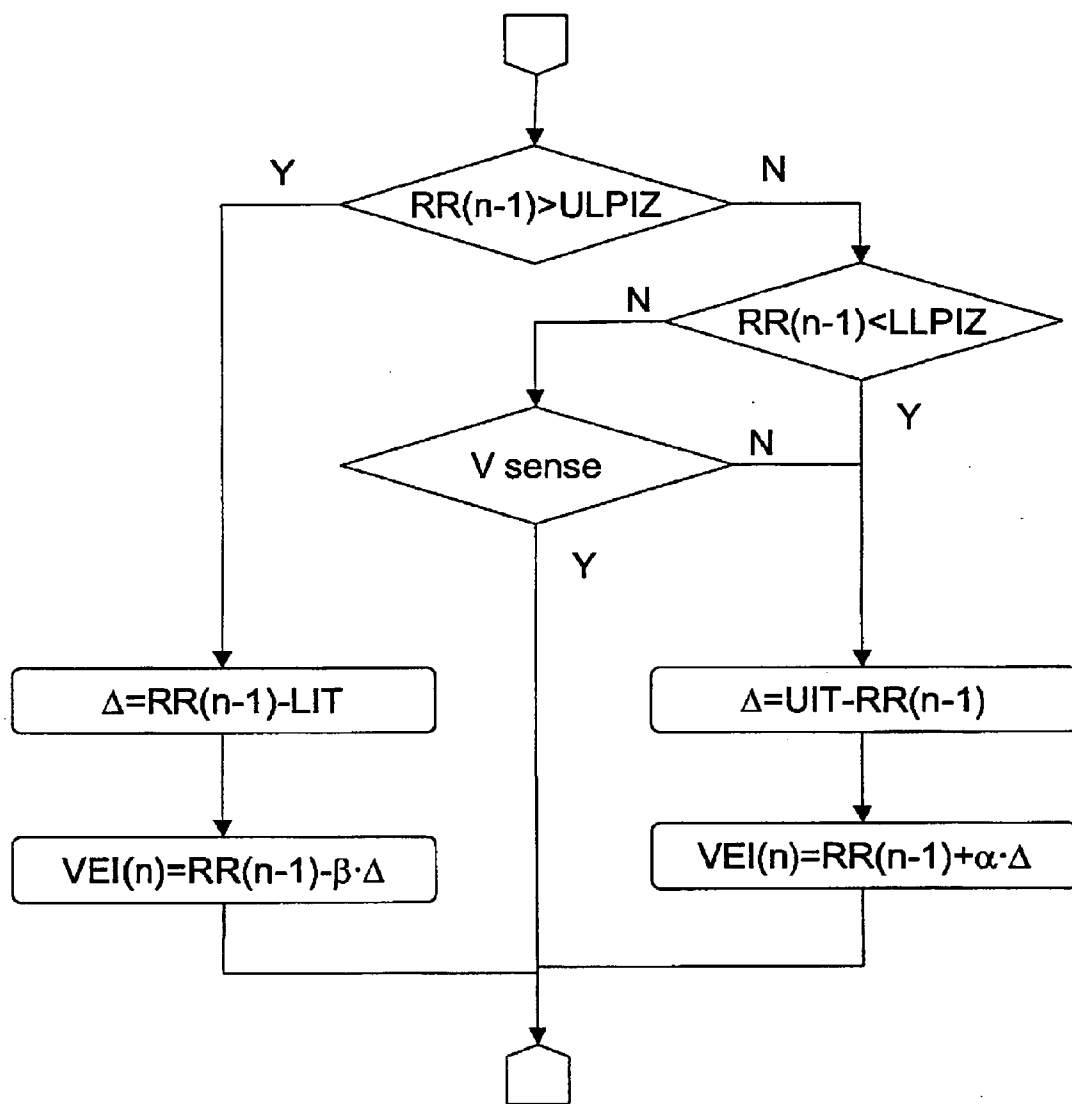 Y
N
RR(n-1)>ULPIZ
N
RR(n-1)<LLPIZ
Y
V sense
N
Y
Δ=RR(n-1)-LIT
Δ=UIT-RR(n-1)
VEI(n)=RR(n-1)-β·Δ
VEI(n)=RR(n-1)+α·Δ